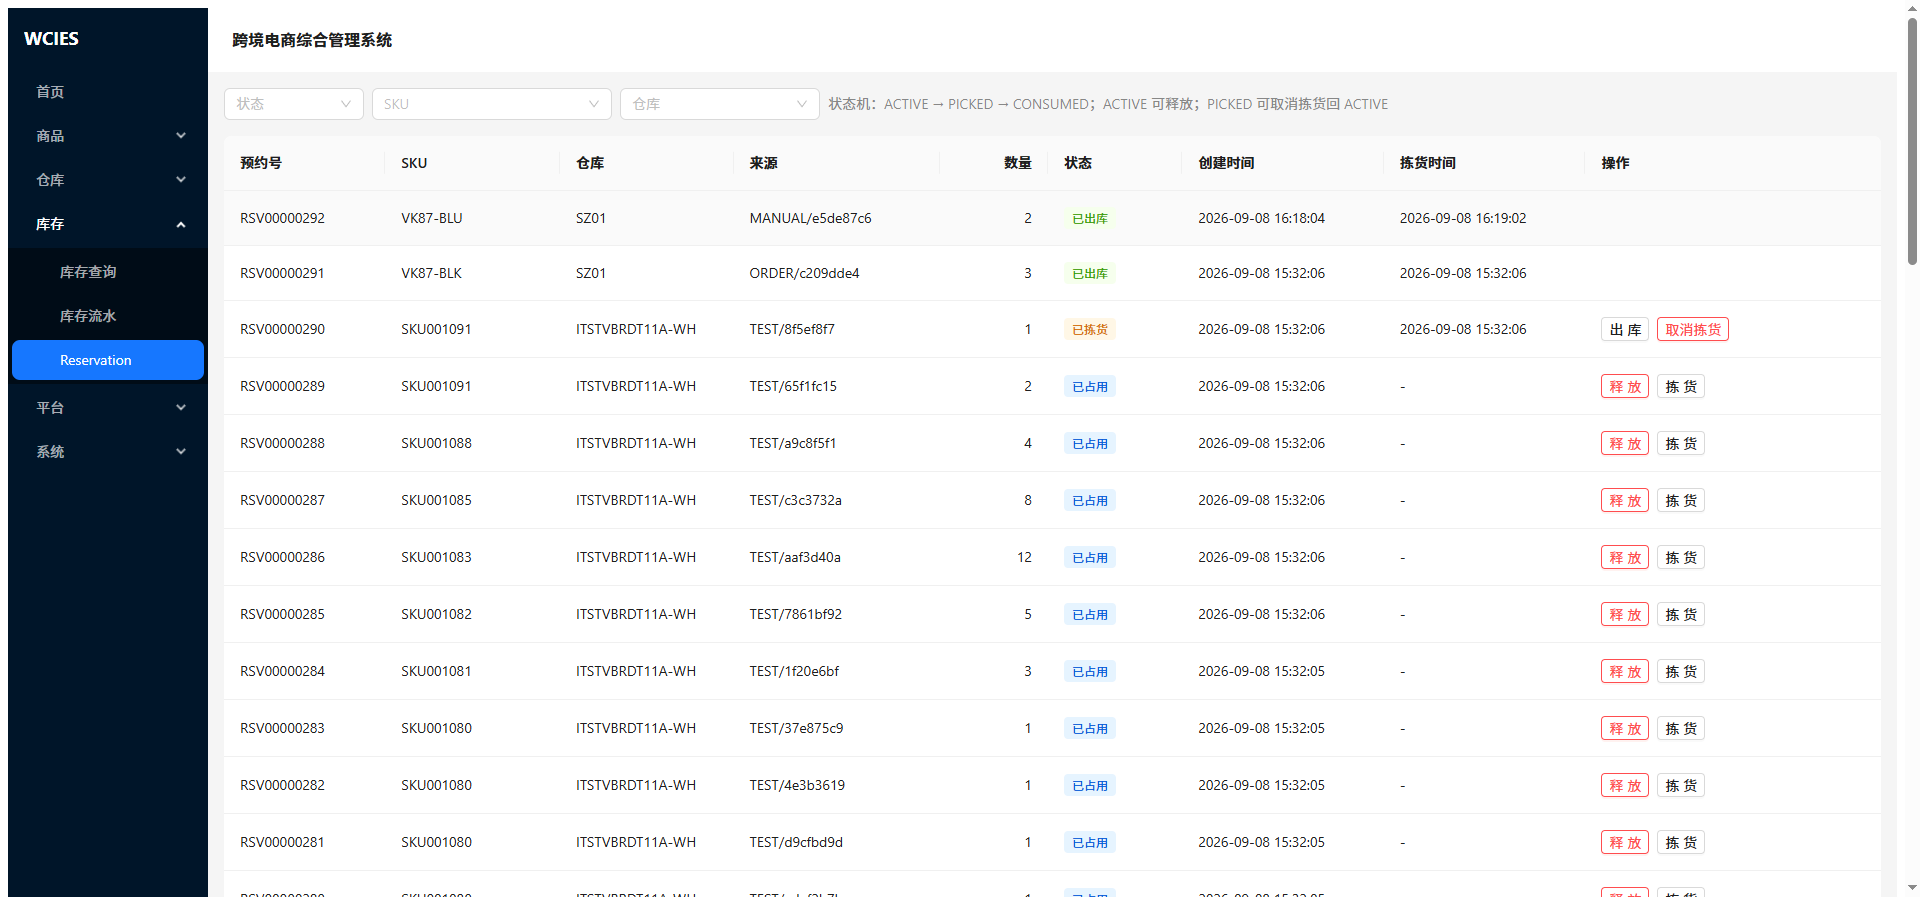 WCIES
跨境电商综合管理系统
首页
商品
仓库
库存
库存查询
库存流水
Reservation
平台
系统
状态 SKU 仓库 状态机：ACTIVE → PICKED → CONSUMED；ACTIVE 可释放；PICKED 可取消拣货回 ACTIVE
预约号 SKU 仓库 来源 数量 状态 创建时间 拣货时间 操作
RSV00000292 VK87-BLU SZ01 MANUAL/e5de87c6 2 已出库 2026-09-08 16:18:04 2026-09-08 16:19:02
RSV00000291 VK87-BLK SZ01 ORDER/c209dde4 3 已出库 2026-09-08 15:32:06 2026-09-08 15:32:06
RSV00000290 SKU001091 ITSTVBRDT11A-WH TEST/8f5ef8f7 1 已拣货 2026-09-08 15:32:06 2026-09-08 15:32:06 出库 取消拣货
RSV00000289 SKU001091 ITSTVBRDT11A-WH TEST/65f1fc15 2 已占用 2026-09-08 15:32:06 - 释放 拣货
RSV00000288 SKU001088 ITSTVBRDT11A-WH TEST/a9c8f5f1 4 已占用 2026-09-08 15:32:06 - 释放 拣货
RSV00000287 SKU001085 ITSTVBRDT11A-WH TEST/c3c3732a 8 已占用 2026-09-08 15:32:06 - 释放 拣货
RSV00000286 SKU001083 ITSTVBRDT11A-WH TEST/aaf3d40a 12 已占用 2026-09-08 15:32:06 - 释放 拣货
RSV00000285 SKU001082 ITSTVBRDT11A-WH TEST/7861bf92 5 已占用 2026-09-08 15:32:06 - 释放 拣货
RSV00000284 SKU001081 ITSTVBRDT11A-WH TEST/1f20e6bf 3 已占用 2026-09-08 15:32:05 - 释放 拣货
RSV00000283 SKU001080 ITSTVBRDT11A-WH TEST/37e875c9 1 已占用 2026-09-08 15:32:05 - 释放 拣货
RSV00000282 SKU001080 ITSTVBRDT11A-WH TEST/4e3b3619 1 已占用 2026-09-08 15:32:05 - 释放 拣货
RSV00000281 SKU001080 ITSTVBRDT11A-WH TEST/d9cfbd9d 1 已占用 2026-09-08 15:32:05 - 释放 拣货